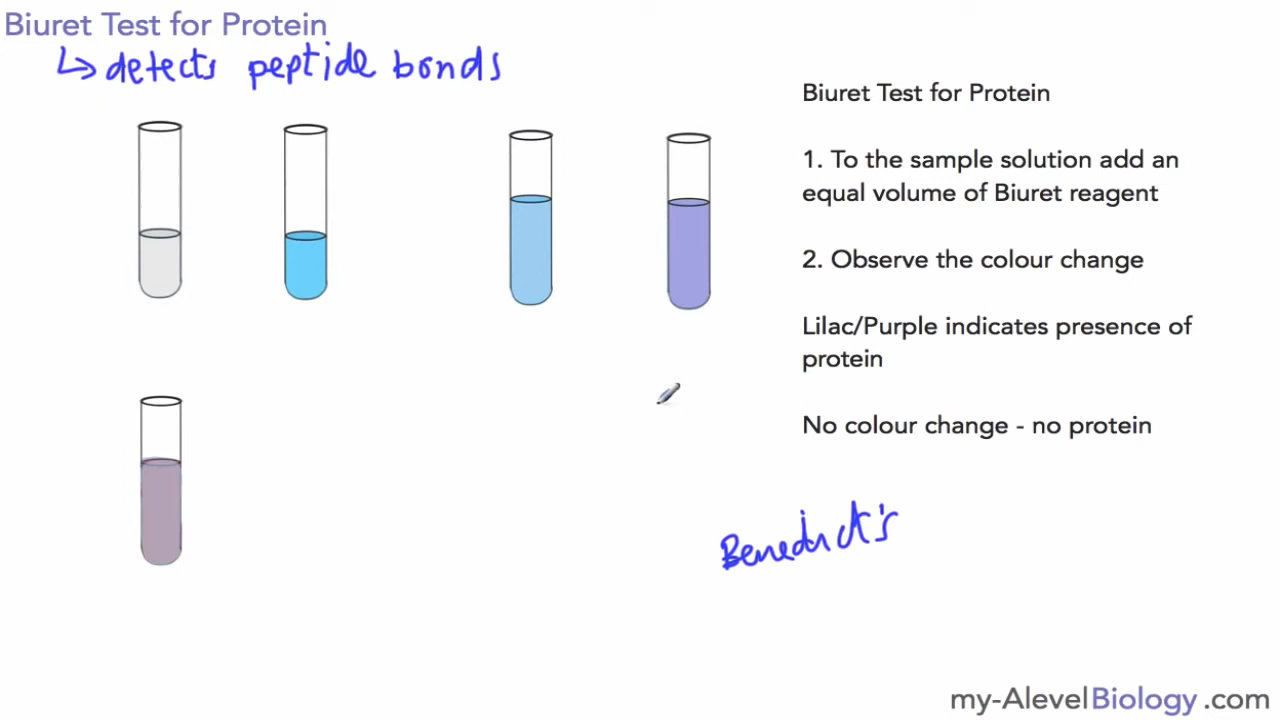 Biuret Test for Protein
↳ detects peptide bonds
Biuret Test for Protein
1. To the sample solution add an
equal volume of Biuret reagent
2. Observe the colour change
Lilac/Purple indicates presence of
protein
No colour change - no protein
Benedict's
my-AlevelBiology.com